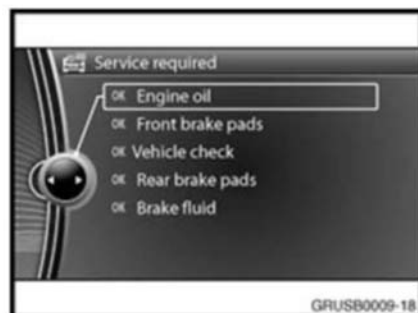 Service required
OK Engine oil
OK Front brake pads
OK Vehicle check
OK Rear brake pads
OK Brake fluid
GRUSB0009-18